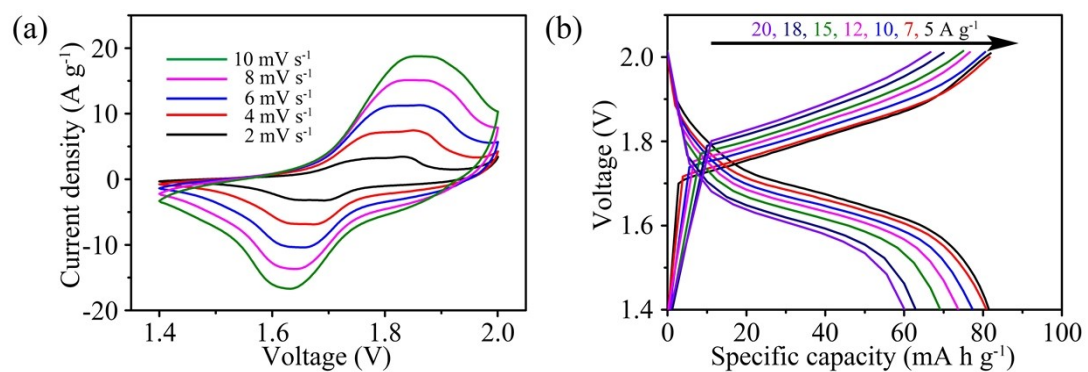 (a)
20
10
0
-10
-20
Current density (A g⁻¹)
10 mV s⁻¹
8 mV s⁻¹
6 mV s⁻¹
4 mV s⁻¹
2 mV s⁻¹
1.4
1.6
1.8
2.0
Voltage (V)
(b)
20, 18, 15, 12, 10, 7, 5 A g⁻¹
2.0
1.8
1.6
1.4
Voltage (V)
0
20
40
60
80
100
Specific capacity (mA h g⁻¹)